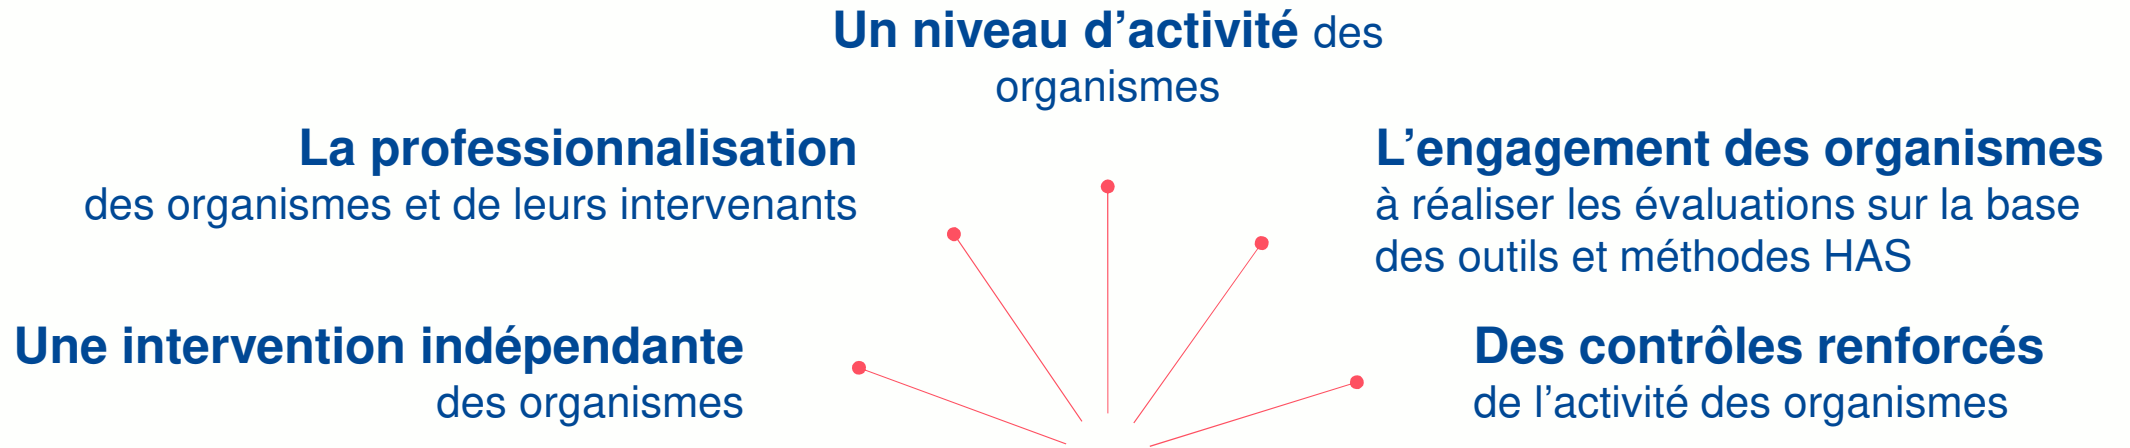 Un niveau d’activité des
organismes
La professionnalisation
des organismes et de leurs intervenants
L’engagement des organismes
à réaliser les évaluations sur la base
des outils et méthodes HAS
Une intervention indépendante
des organismes
Des contrôles renforcés
de l’activité des organismes